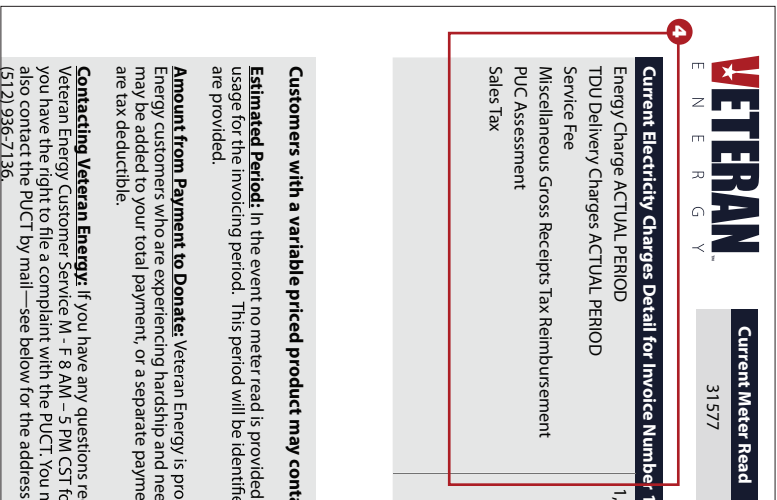 4
VETERAN
ENERGY™
Current Meter Read
31577
Current Electricity Charges Detail for Invoice Number 1
Energy Charge ACTUAL PERIOD
1,
TDU Delivery Charges ACTUAL PERIOD
Service Fee
Miscellaneous Gross Receipts Tax Reimbursement
PUC Assessment
Sales Tax
Customers with a variable priced product may conta
Estimated Period: In the event no meter read is provided
usage for the invoicing period. This period will be identifie
are provided.
Amount from Payment to Donate: Veteran Energy is pro
Energy customers who are experiencing hardship and nee
may be added to your total payment, or a separate payme
are tax deductible.
Contacting Veteran Energy: If you have any questions re
Veteran Energy Customer Service M - F 8 AM – 5 PM CST fo
you have the right to file a complaint with the PUCT. You m
also contact the PUCT by mail—see below for the address
(512) 936-7136.